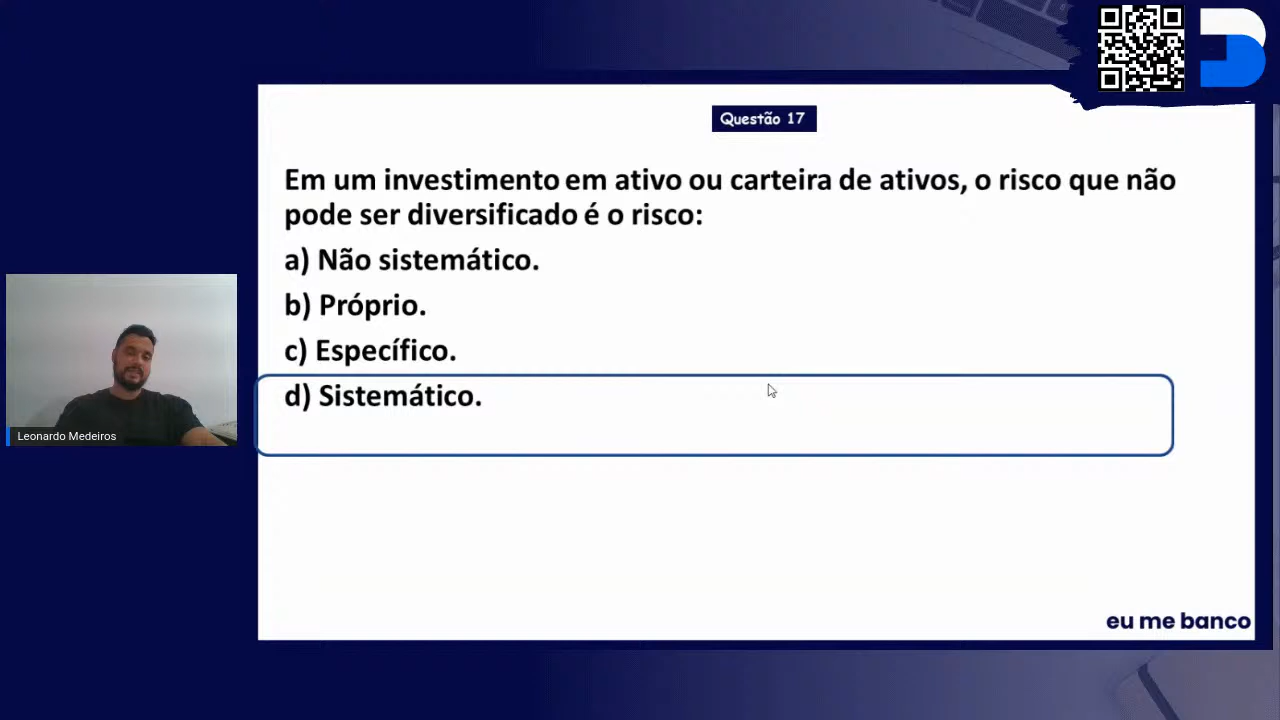 Questão 17
Em um investimento em ativo ou carteira de ativos, o risco que não
pode ser diversificado é o risco:
a) Não sistemático.
b) Próprio.
c) Específico.
d) Sistemático.
Leonardo Medeiros
eu me banco